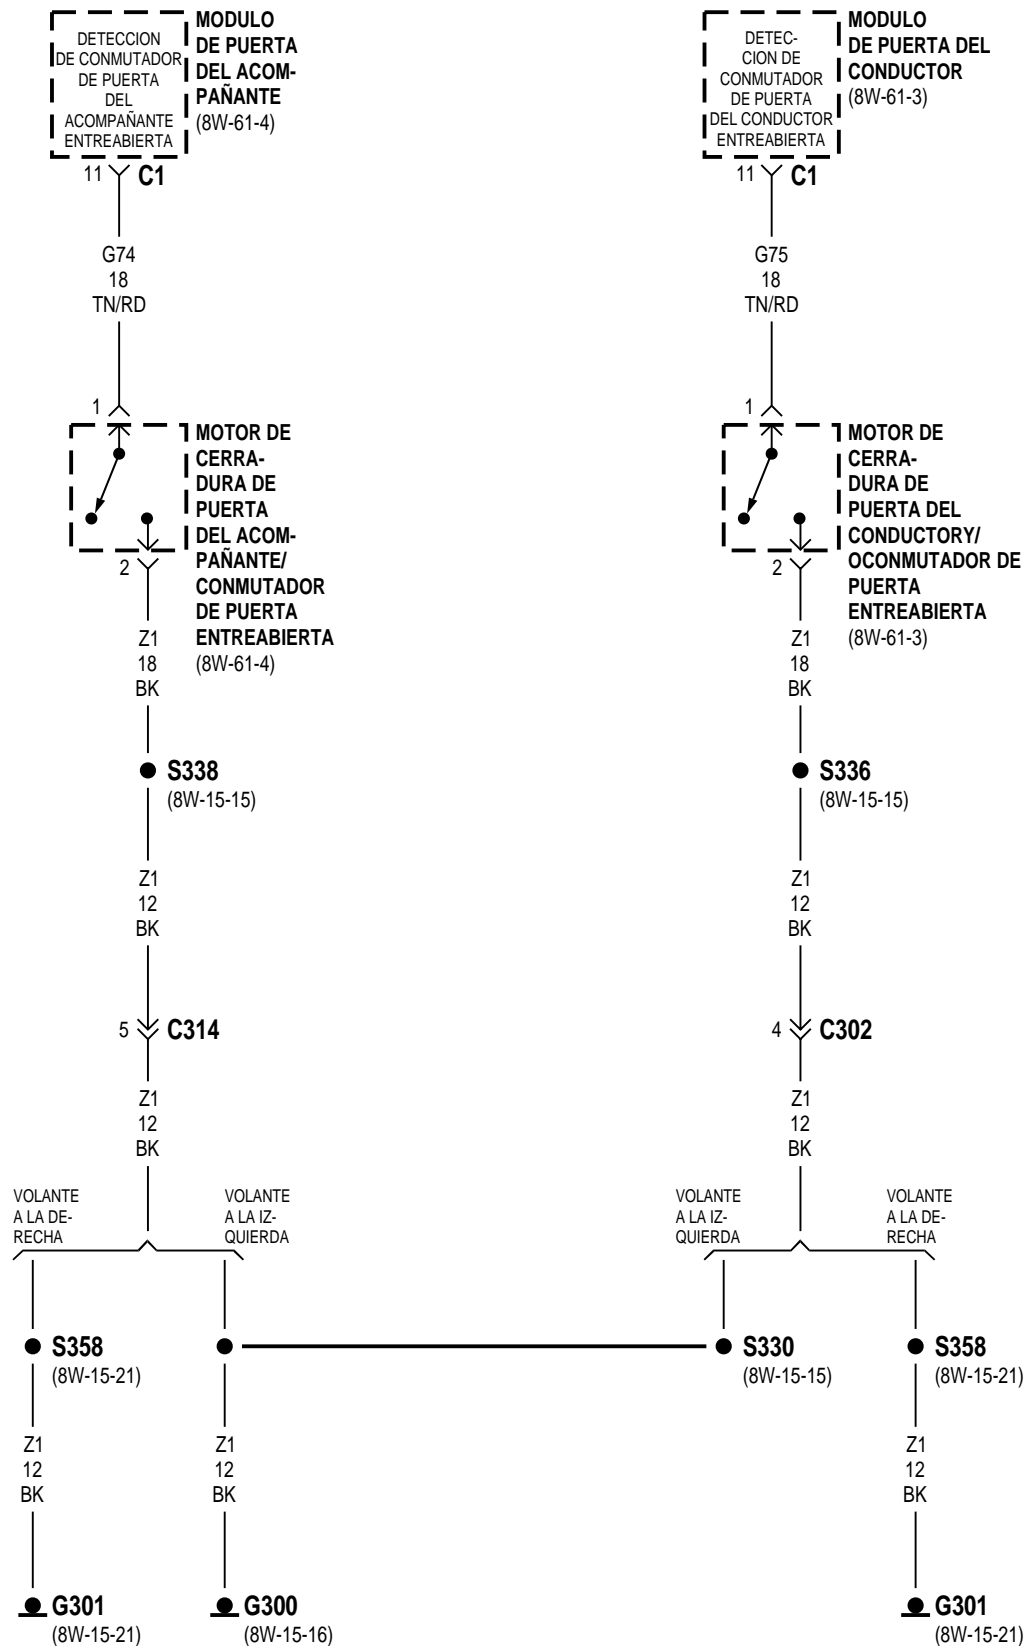 DETECCION
DE CONMUTADOR
DE PUERTA
DEL
ACOMPAÑANTE
ENTREABIERTA
MODULO
DE PUERTA
DEL ACOM-
PAÑANTE
(8W-61-4)
11
C1
G74
18
TN/RD
1
MOTOR DE
CERRA-
DURA DE
PUERTA
DEL ACOM-
PAÑANTE/
CONMUTADOR
DE PUERTA
ENTREABIERTA
(8W-61-4)
2
Z1
18
BK
S338
(8W-15-15)
Z1
12
BK
5
C314
Z1
12
BK
VOLANTE
A LA DE-
RECHA
VOLANTE
A LA IZ-
QUIERDA
S358
(8W-15-21)
Z1
12
BK
Z1
12
BK
G301
(8W-15-21)
G300
(8W-15-16)
DETEC-
CION DE
CONMUTADOR
DE PUERTA
DEL CONDUCTOR
ENTREABIERTA
MODULO
DE PUERTA DEL
CONDUCTOR
(8W-61-3)
11
C1
G75
18
TN/RD
1
MOTOR DE
CERRA-
DURA DE
PUERTA DEL
CONDUCTORY/
OCONMUTADOR DE
PUERTA
ENTREABIERTA
(8W-61-3)
2
Z1
18
BK
S336
(8W-15-15)
Z1
12
BK
4
C302
Z1
12
BK
VOLANTE
A LA IZ-
QUIERDA
VOLANTE
A LA DE-
RECHA
S330
(8W-15-15)
S358
(8W-15-21)
Z1
12
BK
G301
(8W-15-21)